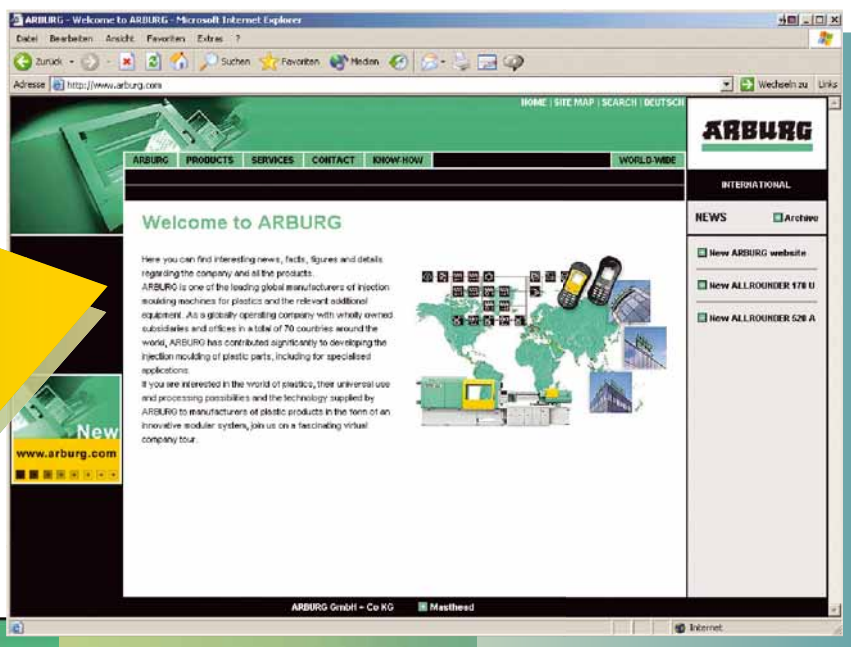 ARBURG - Welcome to ARBURG - Microsoft Internet Explorer
Datei Bearbeiten Ansicht Favoriten Extras ?
Zurück Suchen Favoriten Medien
Adresse http://www.arburg.com Wechseln zu Links
HOME | SITE MAP | SEARCH | DEUTSCH
ARBURG
ARBURG PRODUCTS SERVICES CONTACT KNOW-HOW WORLD-WIDE
INTERNATIONAL
NEWS Archive
New ARBURG website
New ALLROUNDER 170 U
New ALLROUNDER 520 A
Welcome to ARBURG
Here you can find interesting news, facts, figures and details
regarding the company and all the products.
ARBURG is one of the leading global manufacturers of injection
moulding machines for plastics and the relevant additional
equipment. As a globally operating company with wholly owned
subsidiaries and offices in a total of 70 countries around the
world, ARBURG has contributed significantly to developing the
injection moulding of plastic parts, including for specialised
applications.
If you are interested in the world of plastics, their universal use
and processing possibilities and the technology supplied by
ARBURG to manufacturers of plastic products in the form of an
innovative modular system, join us on a fascinating virtual
company tour.
New
www.arburg.com
ARBURG GmbH + Co KG Masthead
Internet